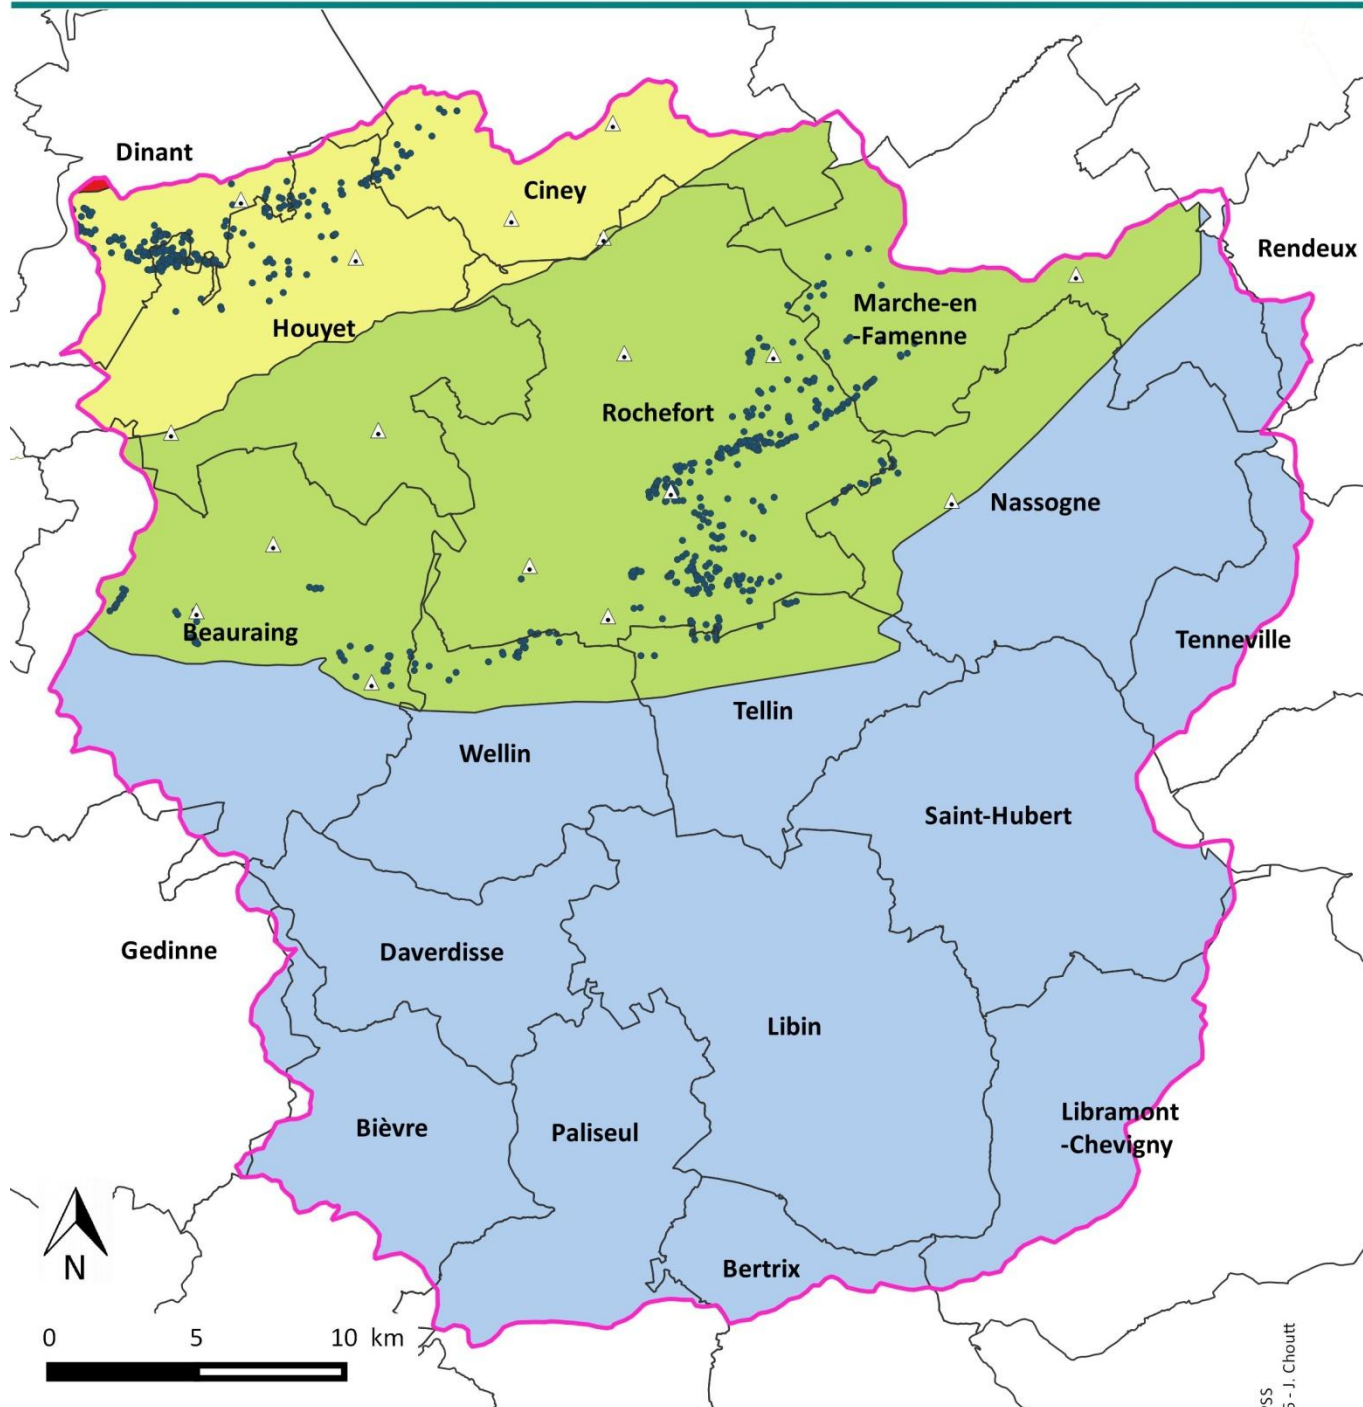 Dinant
Ciney
Rendeux
Houyet
Marche-en
-Famenne
Rochefort
Nassogne
Beauraing
Tenneville
Tellin
Wellin
Saint-Hubert
Gedinne
Daverdisse
Libin
Libramont
-Chevigny
Bièvre
Paliseul
Bertrix
N
0 5 10 km
- J. Choutt